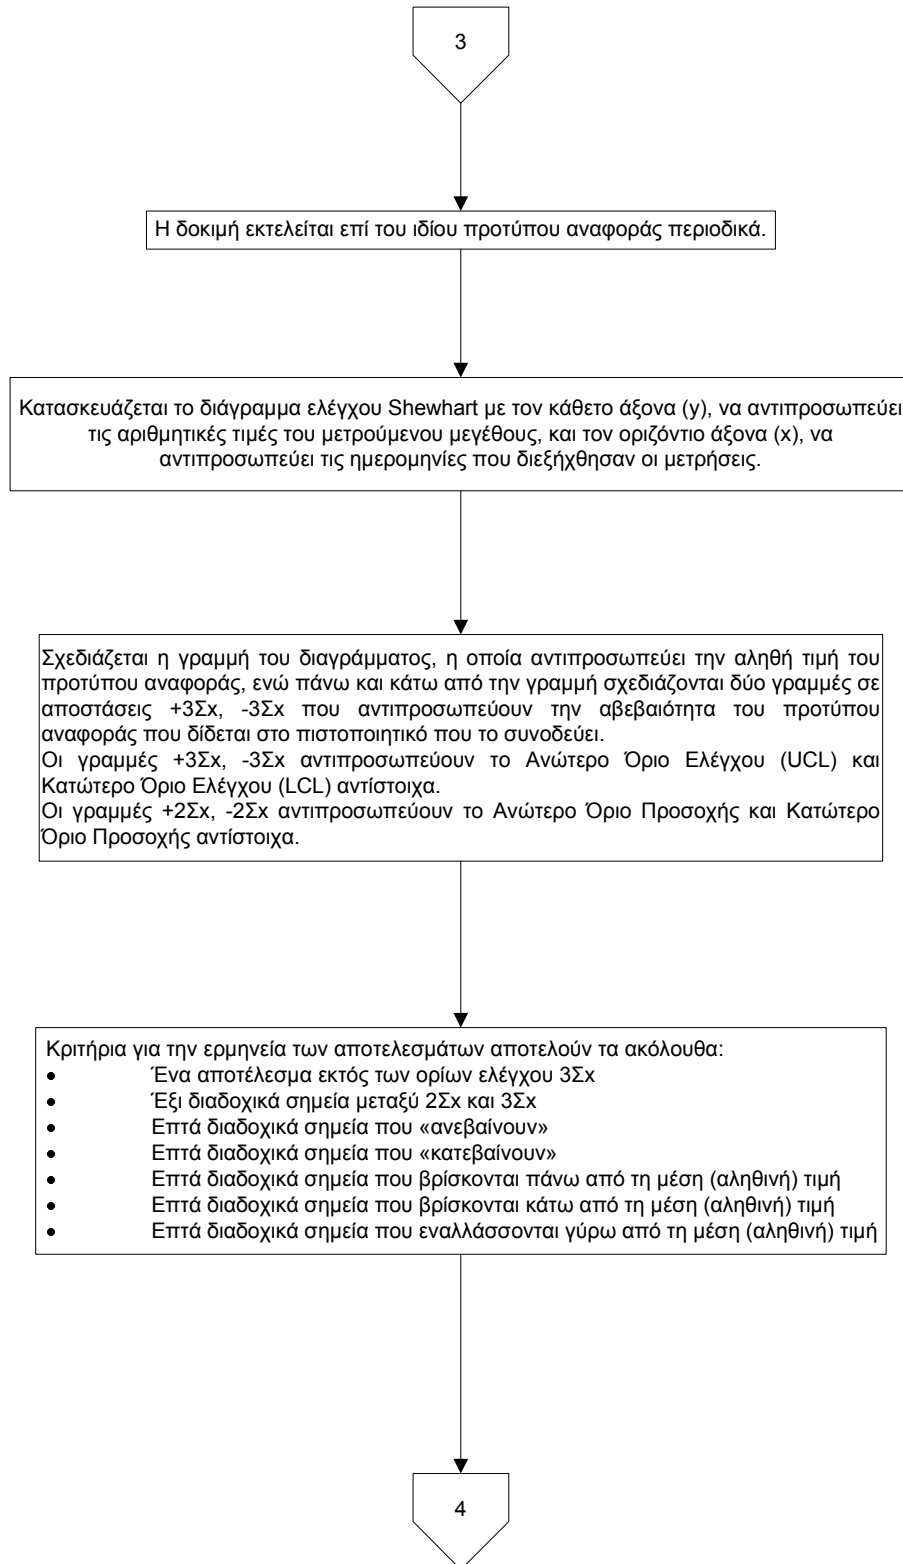 3
Η δοκιμή εκτελείται επί του ιδίου προτύπου αναφοράς περιοδικά.
Κατασκευάζεται το διάγραμμα ελέγχου Shewhart με τον κάθετο άξονα (y), να αντιπροσωπεύει
τις αριθμητικές τιμές του μετρούμενου μεγέθους, και τον οριζόντιο άξονα (x), να
αντιπροσωπεύει τις ημερομηνίες που διεξήχθησαν οι μετρήσεις.
Σχεδιάζεται η γραμμή του διαγράμματος, η οποία αντιπροσωπεύει την αληθή τιμή του
προτύπου αναφοράς, ενώ πάνω και κάτω από την γραμμή σχεδιάζονται δύο γραμμές σε
αποστάσεις +3Σx, -3Σx που αντιπροσωπεύουν την αβεβαιότητα του προτύπου
αναφοράς που δίδεται στο πιστοποιητικό που το συνοδεύει.
Οι γραμμές +3Σx, -3Σx αντιπροσωπεύουν το Ανώτερο Όριο Ελέγχου (UCL) και
Κατώτερο Όριο Ελέγχου (LCL) αντίστοιχα.
Οι γραμμές +2Σx, -2Σx αντιπροσωπεύουν το Ανώτερο Όριο Προσοχής και Κατώτερο
Όριο Προσοχής αντίστοιχα.
Κριτήρια για την ερμηνεία των αποτελεσμάτων αποτελούν τα ακόλουθα:
• Ένα αποτέλεσμα εκτός των ορίων ελέγχου 3Σx
• Έξι διαδοχικά σημεία μεταξύ 2Σx και 3Σx
• Επτά διαδοχικά σημεία που «ανεβαίνουν»
• Επτά διαδοχικά σημεία που «κατεβαίνουν»
• Επτά διαδοχικά σημεία που βρίσκονται πάνω από τη μέση (αληθινή) τιμή
• Επτά διαδοχικά σημεία που βρίσκονται κάτω από τη μέση (αληθινή) τιμή
• Επτά διαδοχικά σημεία που εναλλάσσονται γύρω από τη μέση (αληθινή) τιμή
4